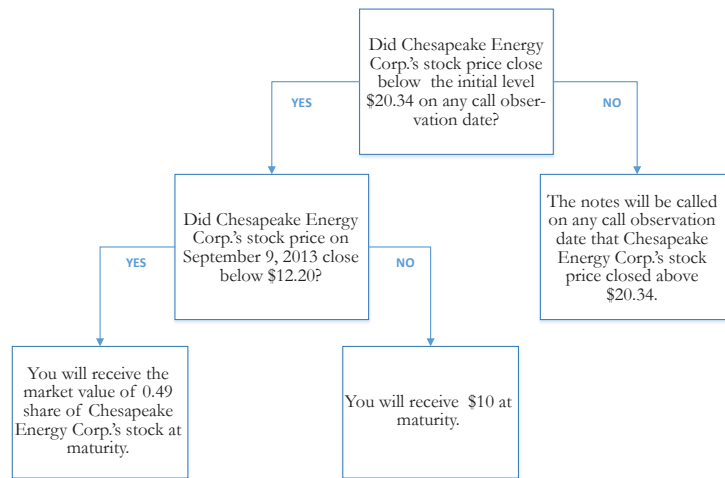 Did Chesapeake Energy
Corp.'s stock price close
below the initial level
$20.34 on any call obser-
vation date?
YES
NO
Did Chesapeake Energy
Corp.'s stock price on
September 9, 2013 close
below $12.20?
The notes will be called
on any call observation
date that Chesapeake
Energy Corp.'s stock
price closed above
$20.34.
YES
NO
You will receive the
market value of 0.49
share of Chesapeake
Energy Corp.'s stock at
maturity.
You will receive $10 at
maturity.